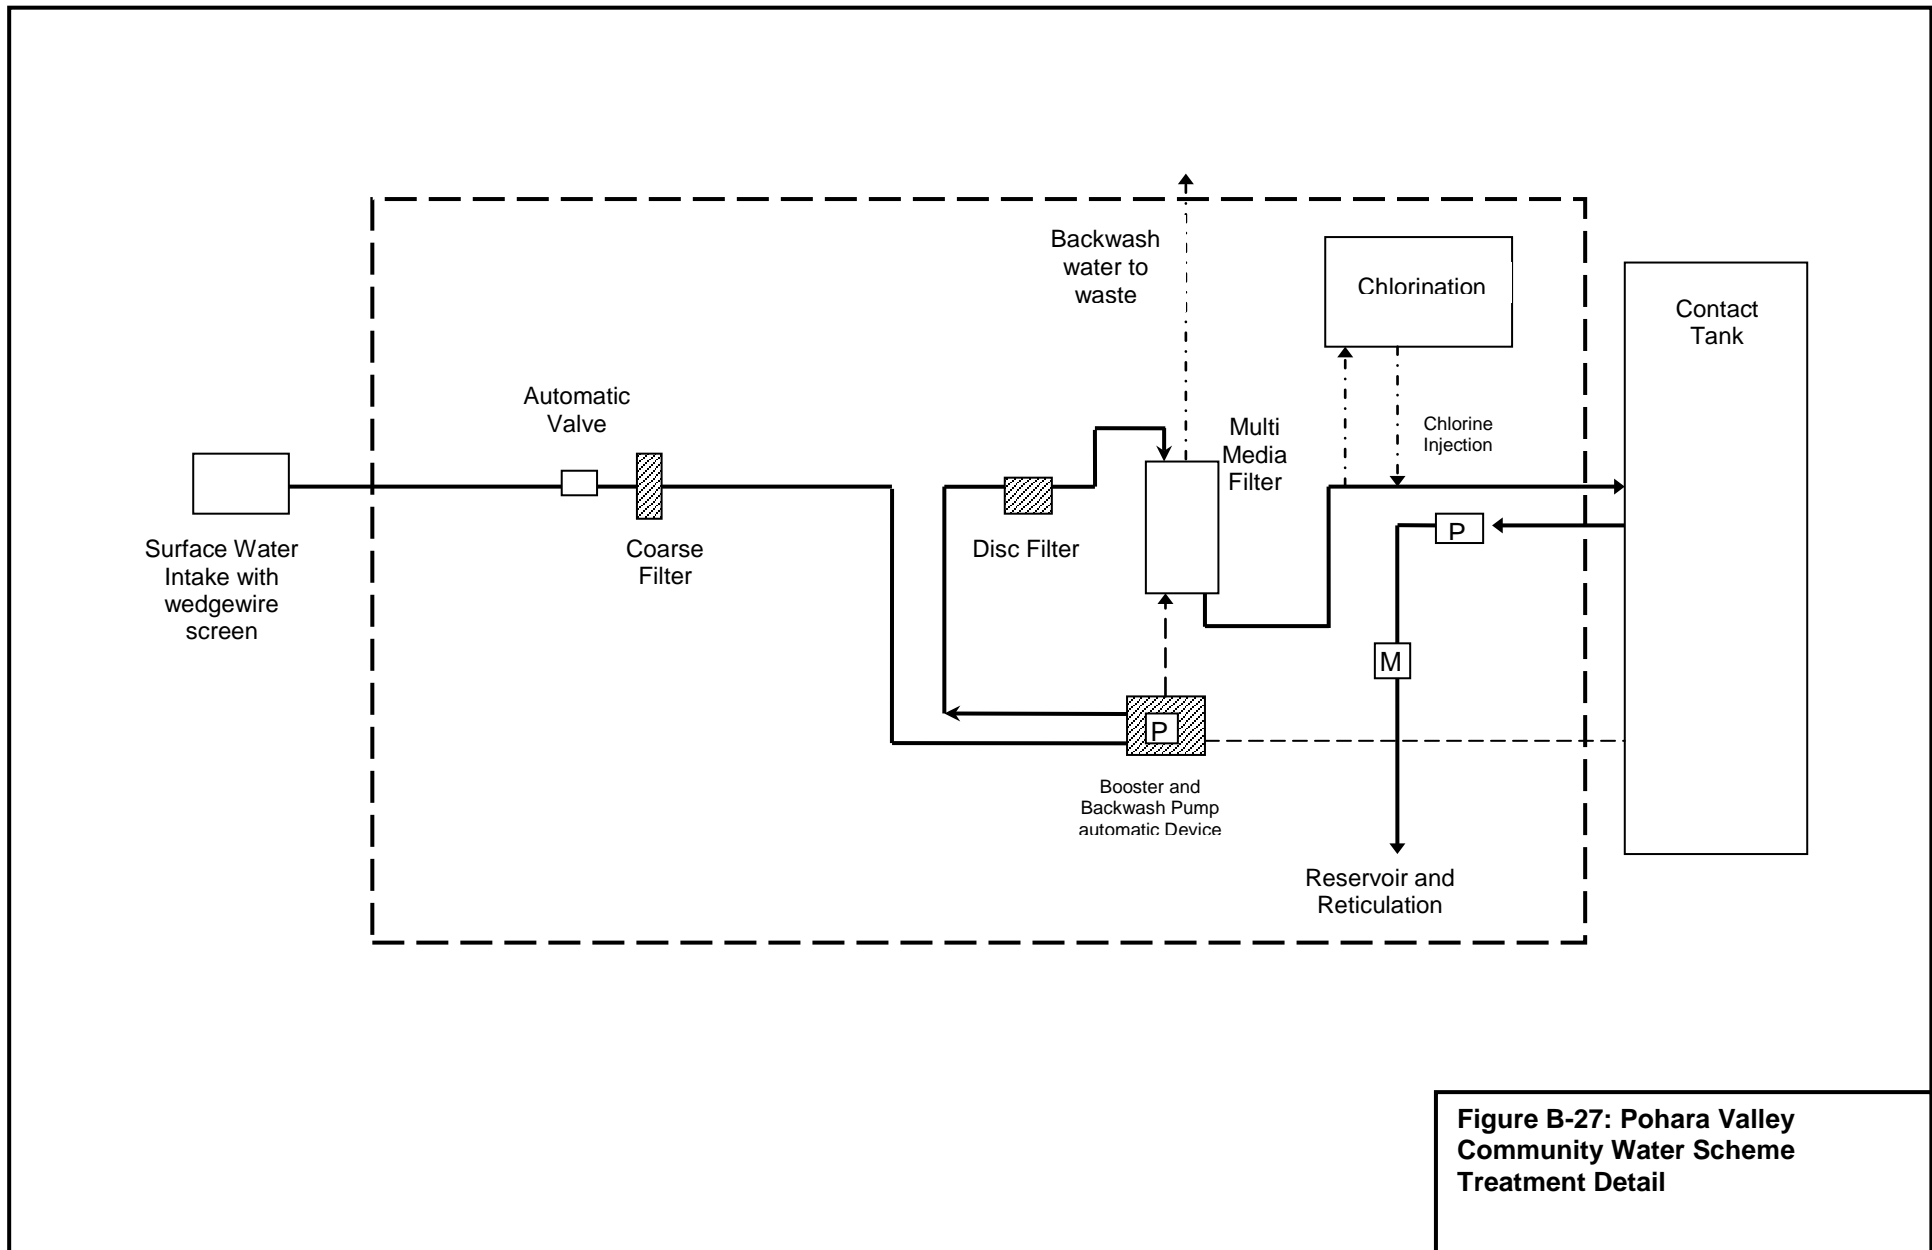 Backwash
water to
waste
Chlorination
Contact
Tank
Automatic
Valve
Multi
Media
Filter
Chlorine
Injection
Surface Water
Intake with
wedgewire
screen
Coarse
Filter
Disc Filter
P
M
P
Booster and
Backwash Pump
automatic Device
Reservoir and
Reticulation
Figure B-27: Pohara Valley
Community Water Scheme
Treatment Detail